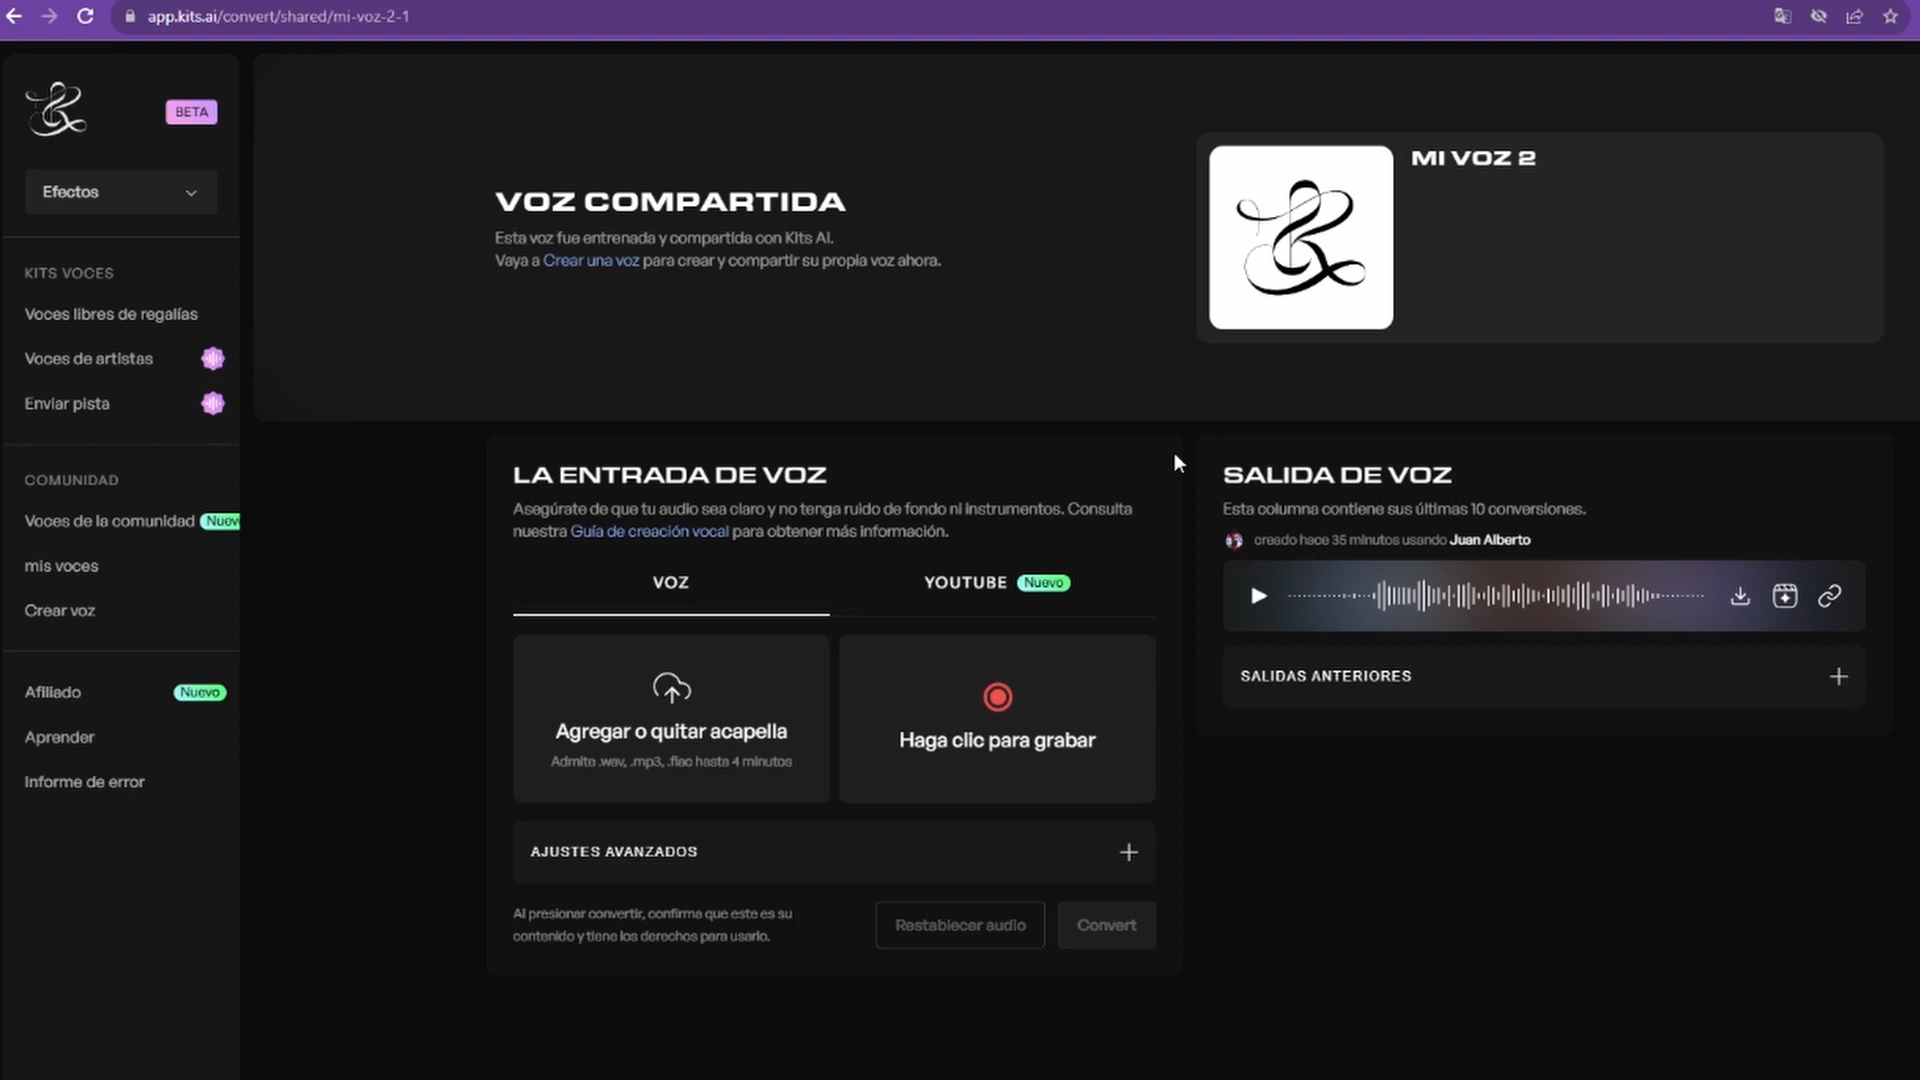 app.kits.ai/convert/shared/mi-voz-2-1
BETA
Efectos
KITS VOCES
Voces libres de regalías
Voces de artistas
Enviar pista
COMUNIDAD
Voces de la comunidad Nuev
mis voces
Crear voz
Afiliado Nuevo
Aprender
Informe de error
VOZ COMPARTIDA
Esta voz fue entrenada y compartida con Kits AI.
Vaya a Crear una voz para crear y compartir su propia voz ahora.
MI VOZ 2
LA ENTRADA DE VOZ
Asegúrate de que tu audio sea claro y no tenga ruido de fondo ni instrumentos. Consulta
nuestra Guía de creación vocal para obtener más información.
VOZ
YOUTUBE Nuevo
Agregar o quitar acapella
Admite .wav, .mp3, .flac hasta 4 minutos
Haga clic para grabar
AJUSTES AVANZADOS
Al presionar convertir, confirma que este es su
contenido y tiene los derechos para usarlo.
Restablecer audio
Convert
SALIDA DE VOZ
Esta columna contiene sus últimas 10 conversiones.
creado hace 35 minutos usando Juan Alberto
SALIDAS ANTERIORES